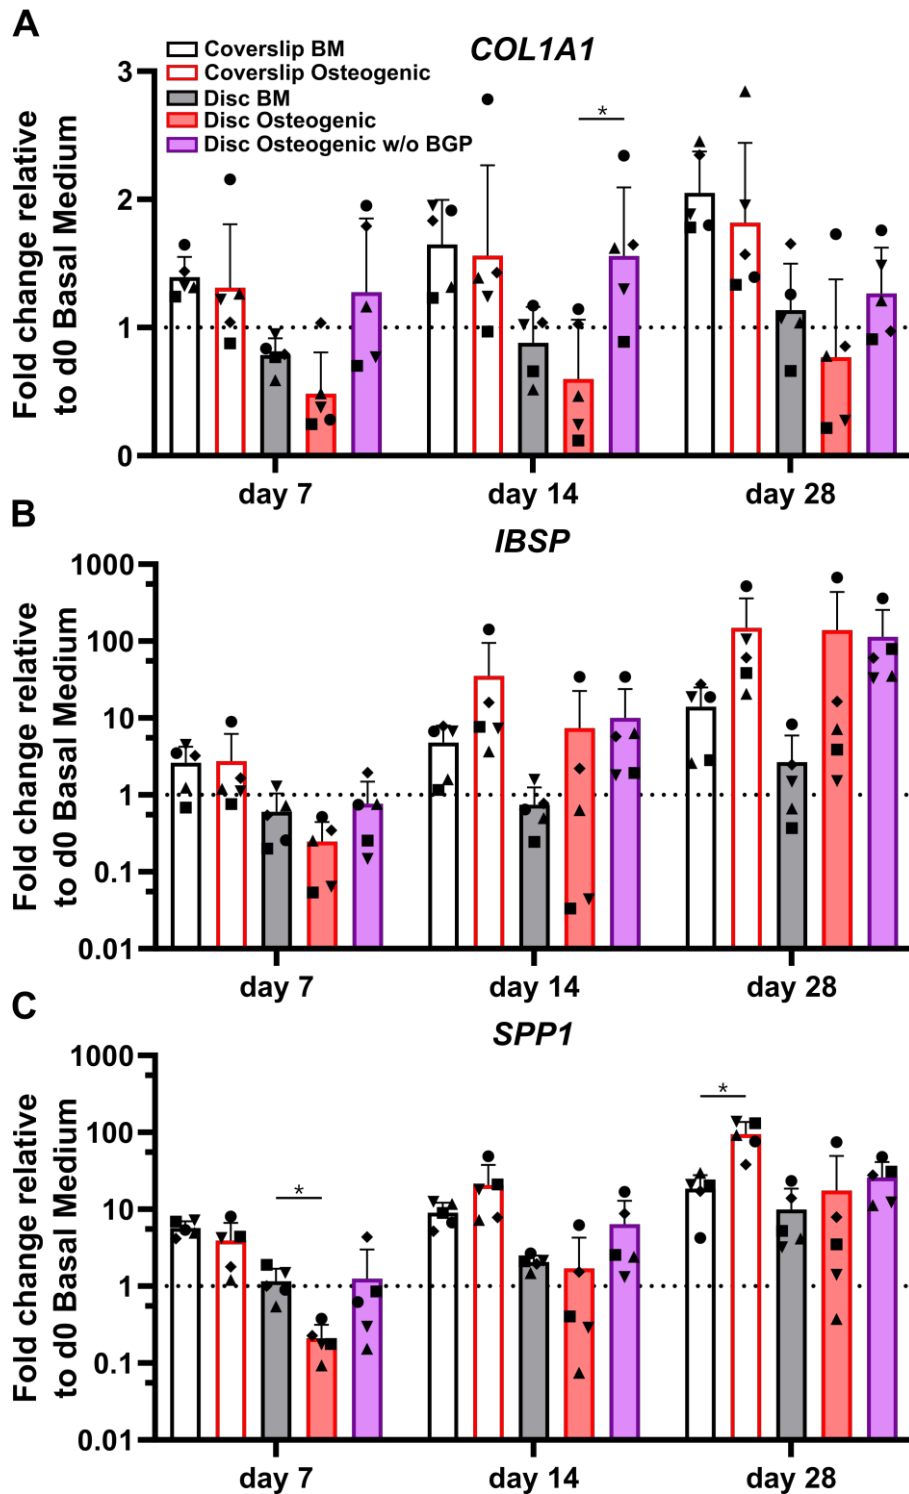 A
COL1A1
Coverslip BM
Coverslip Osteogenic
Disc BM
Disc Osteogenic
Disc Osteogenic w/o BGP
*
Fold change relative
to d0 Basal Medium
3
2
1
0
day 7
day 14
day 28
B
IBSP
Fold change relative
to d0 Basal Medium
1000
100
10
1
0.1
0.01
day 7
day 14
day 28
C
SPP1
Fold change relative
to d0 Basal Medium
1000
100
10
1
0.1
0.01
*
*
day 7
day 14
day 28